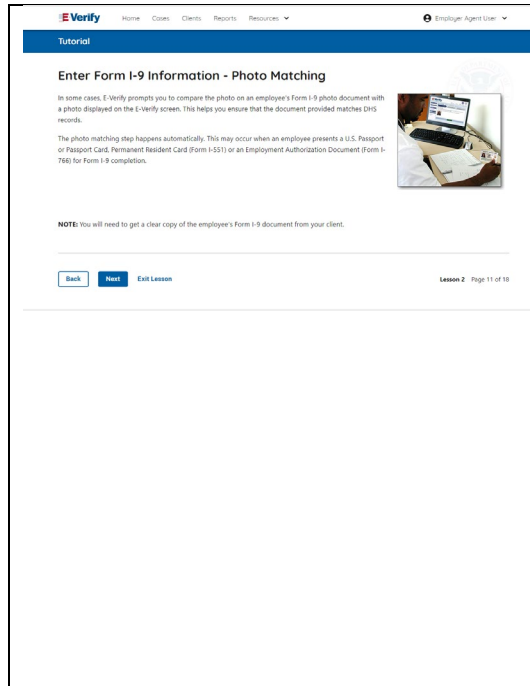 E-Verify Home Cases Clients Reports Resources Employer Agent User
Tutorial
Enter Form I-9 Information - Photo Matching
In some cases, E-Verify prompts you to compare the photo on an employee's Form I-9 photo document with
a photo displayed on the E-Verify screen. This helps you ensure that the document provided matches DHS
records.
The photo matching step happens automatically. This may occur when an employee presents a U.S. Passport
or Passport Card, Permanent Resident Card (Form I-551) or an Employment Authorization Document (Form I-
766) for Form I-9 completion.
NOTE: You will need to get a clear copy of the employee's Form I-9 document from your client.
Back Next Exit Lesson Lesson 2 Page 11 of 18